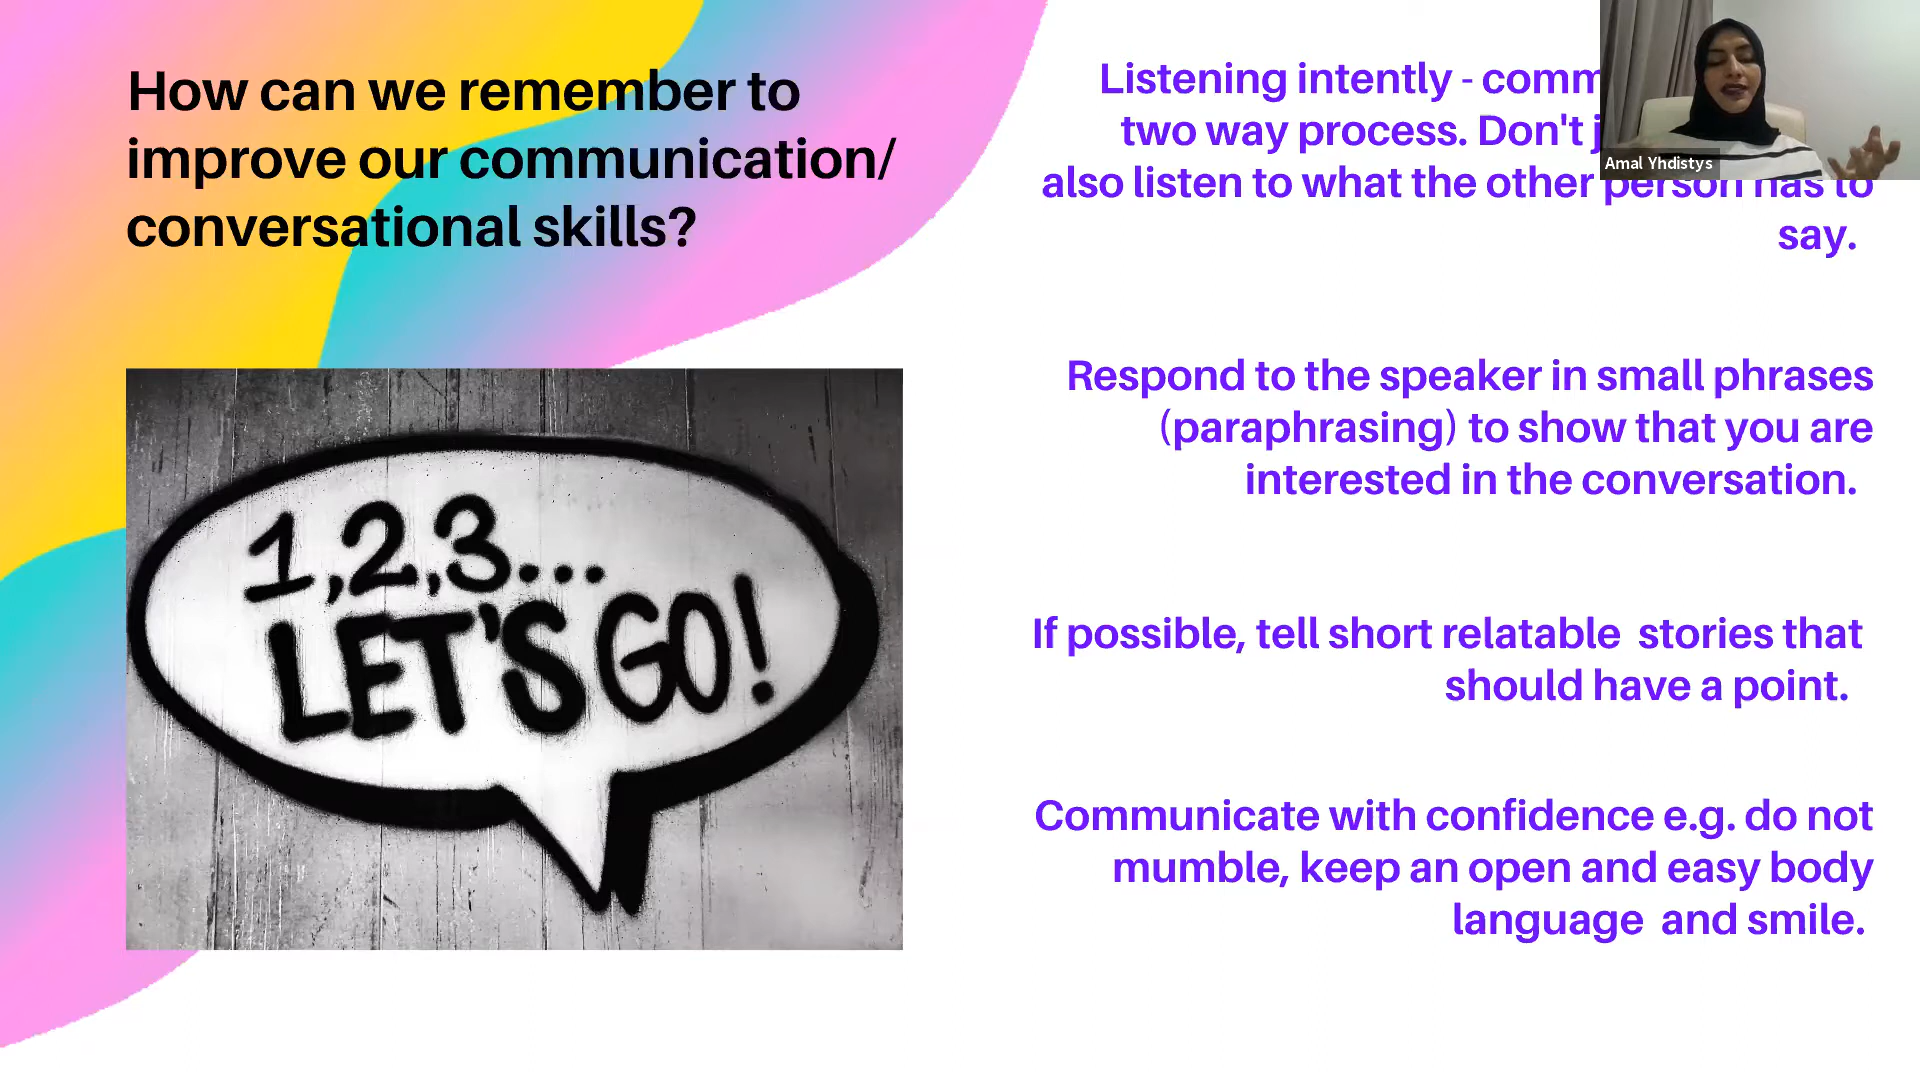 How can we remember to
improve our communication/
conversational skills?
1,2,3...
LET'S GO!
Listening intently - comm
two way process. Don't j
also listen to what the other person has to
say.
Respond to the speaker in small phrases
(paraphrasing) to show that you are
interested in the conversation.
If possible, tell short relatable stories that
should have a point.
Communicate with confidence e.g. do not
mumble, keep an open and easy body
language and smile.
Amal Yhdistys